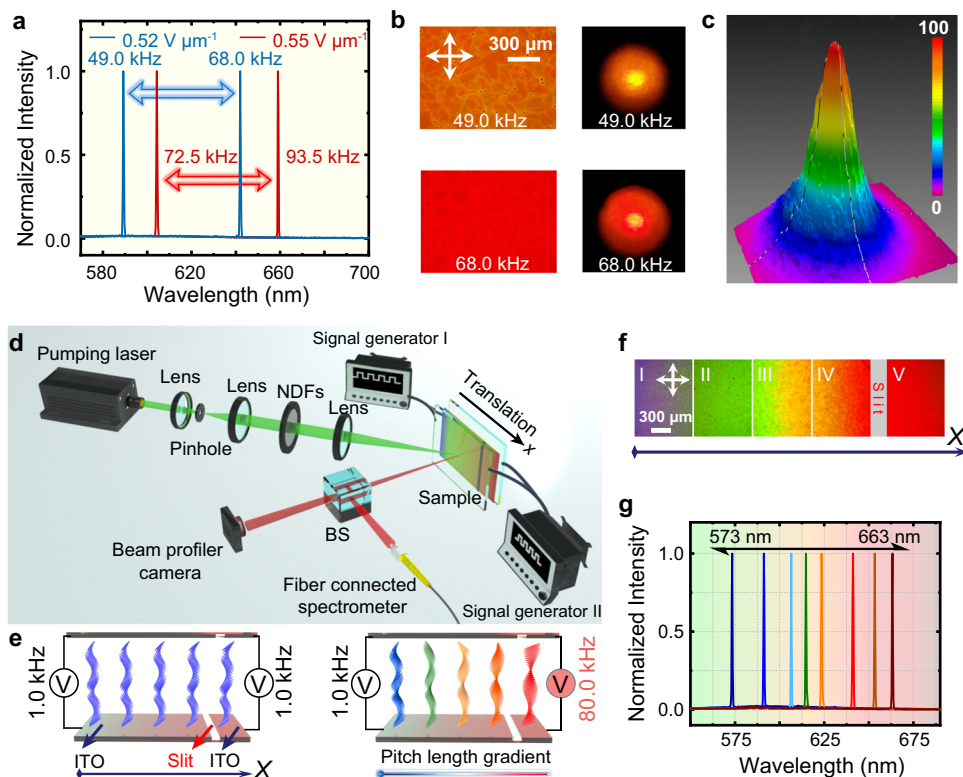 a
0.52 V µm⁻¹ 0.55 V µm⁻¹
49.0 kHz 68.0 kHz
72.5 kHz 93.5 kHz
1.0
0.5
0.0
580 620 660 700
Normalized Intensity
Wavelength (nm)
b
300 µm
49.0 kHz
49.0 kHz
68.0 kHz
68.0 kHz
c
100
0
d
Pumping laser
Lens
Pinhole
Lens
NDFs
Lens
Signal generator I
Translation
x
Sample
BS
Beam profiler
camera
Fiber connected
spectrometer
Signal generator II
e
1.0 kHz
V
V
1.0 kHz
ITO
Slit
ITO
X
1.0 kHz
V
V
80.0 kHz
Pitch length gradient
f
I II III IV Slit V
300 µm
X
g
573 nm 663 nm
1.0
0.5
0.0
575 625 675
Normalized Intensity
Wavelength (nm)